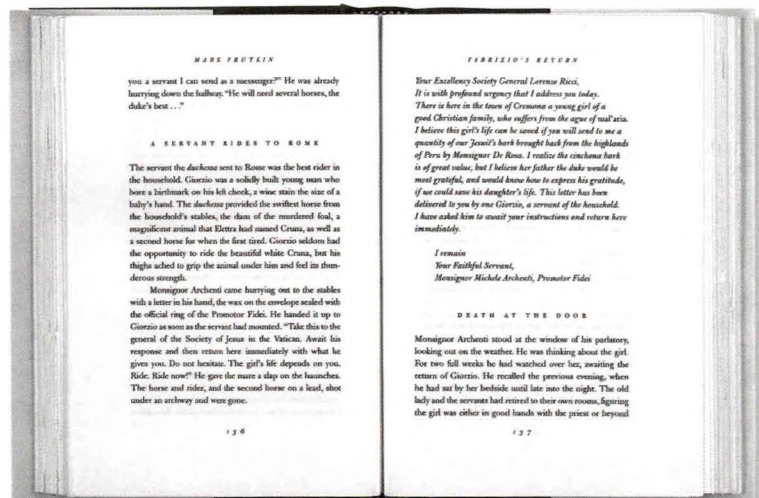 MARK FRUTKIN
you a servant I can send as a messenger?" He was already
hurrying down the hallway. "He will need several horses, the
duke's best . . ."
A SERVANT RIDES TO ROME
The servant the duchessa sent to Rome was the best rider in
the household. Giorzio was a solidly built young man who
bore a birthmark on his left cheek, a wine stain the size of a
baby's hand. The duchessa provided the swiftest horse from
the household's stables, the dam of the murdered foal, a
magnificent animal that Elettra had named Cruna, as well as
a second horse for when the first tired. Giorzio seldom had
the opportunity to ride the beautiful white Cruna, but his
thighs ached to grip the animal under him and feel its thun-
derous strength.
Monsignor Archenti came hurrying out to the stables
with a letter in his hand, the wax on the envelope sealed with
the official ring of the Promotor Fidei. He handed it up to
Giorzio as soon as the servant had mounted. "Take this to the
general of the Society of Jesus in the Vatican. Await his
response and then return here immediately with what he
gives you. Do not hesitate. The girl's life depends on you.
Ride. Ride now!" He gave the mare a slap on the haunches.
The horse and rider, and the second horse on a lead, shot
under an archway and were gone.
136
FABRIZIO'S RETURN
Your Excellency Society General Lorenzo Ricci,
It is with profound urgency that I address you today.
There is here in the town of Cremona a young girl of a
good Christian family, who suffers from the ague of mal'aria.
I believe this girl's life can be saved if you will send to me a
quantity of our Jesuit's bark brought back from the highlands
of Peru by Monsignor De Rosa. I realize the cinchona bark
is of great value, but I believe her father the duke would be
most grateful, and would know how to express his gratitude,
if we could save his daughter's life. This letter has been
delivered to you by one Giorzio, a servant of the household.
I have asked him to await your instructions and return here
immediately.
I remain
Your Faithful Servant,
Monsignor Michele Archenti, Promotor Fidei
DEATH AT THE DOOR
Monsignor Archenti stood at the window of his parlatory,
looking out on the weather. He was thinking about the girl.
For two full weeks he had watched over her, awaiting the
return of Giorzio. He recalled the previous evening, when
he had sat by her bedside until late into the night. The old
lady and the servants had retired to their own rooms, figuring
the girl was either in good hands with the priest or beyond
137